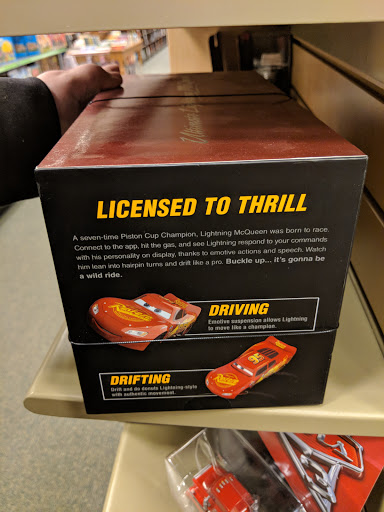 LICENSED TO THRILL
A seven-time Piston Cup Champion, Lightning McQueen was born to race.
Connect to the app, hit the gas, and see Lightning respond to your commands
with his personality on display, thanks to emotive actions and speech. Watch
him lean into hairpin turns and drift like a pro. Buckle up... it's gonna be
a wild ride.
DRIVING
Emotive suspension allows Lightning
to move like a champion.
DRIFTING
Drift and do donuts Lightning-style
with authentic movement.